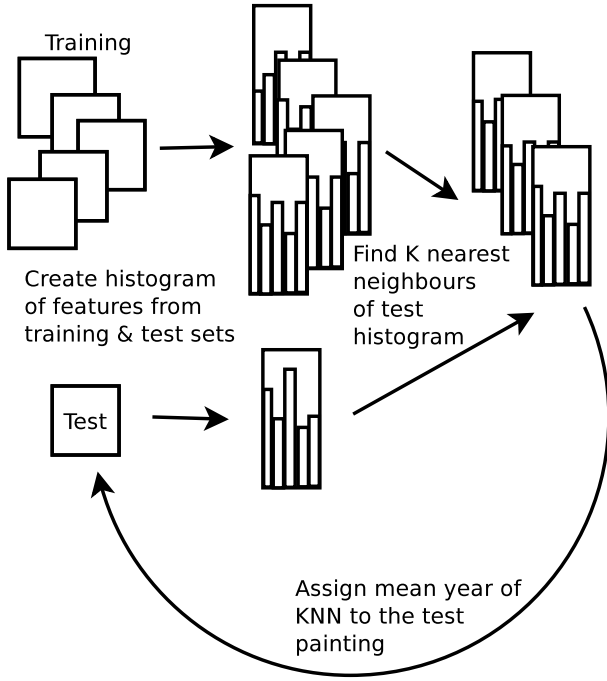 Training
Create histogram
of features from
training & test sets
Find K nearest
neighbours
of test
histogram
Test
Assign mean year of
KNN to the test
painting